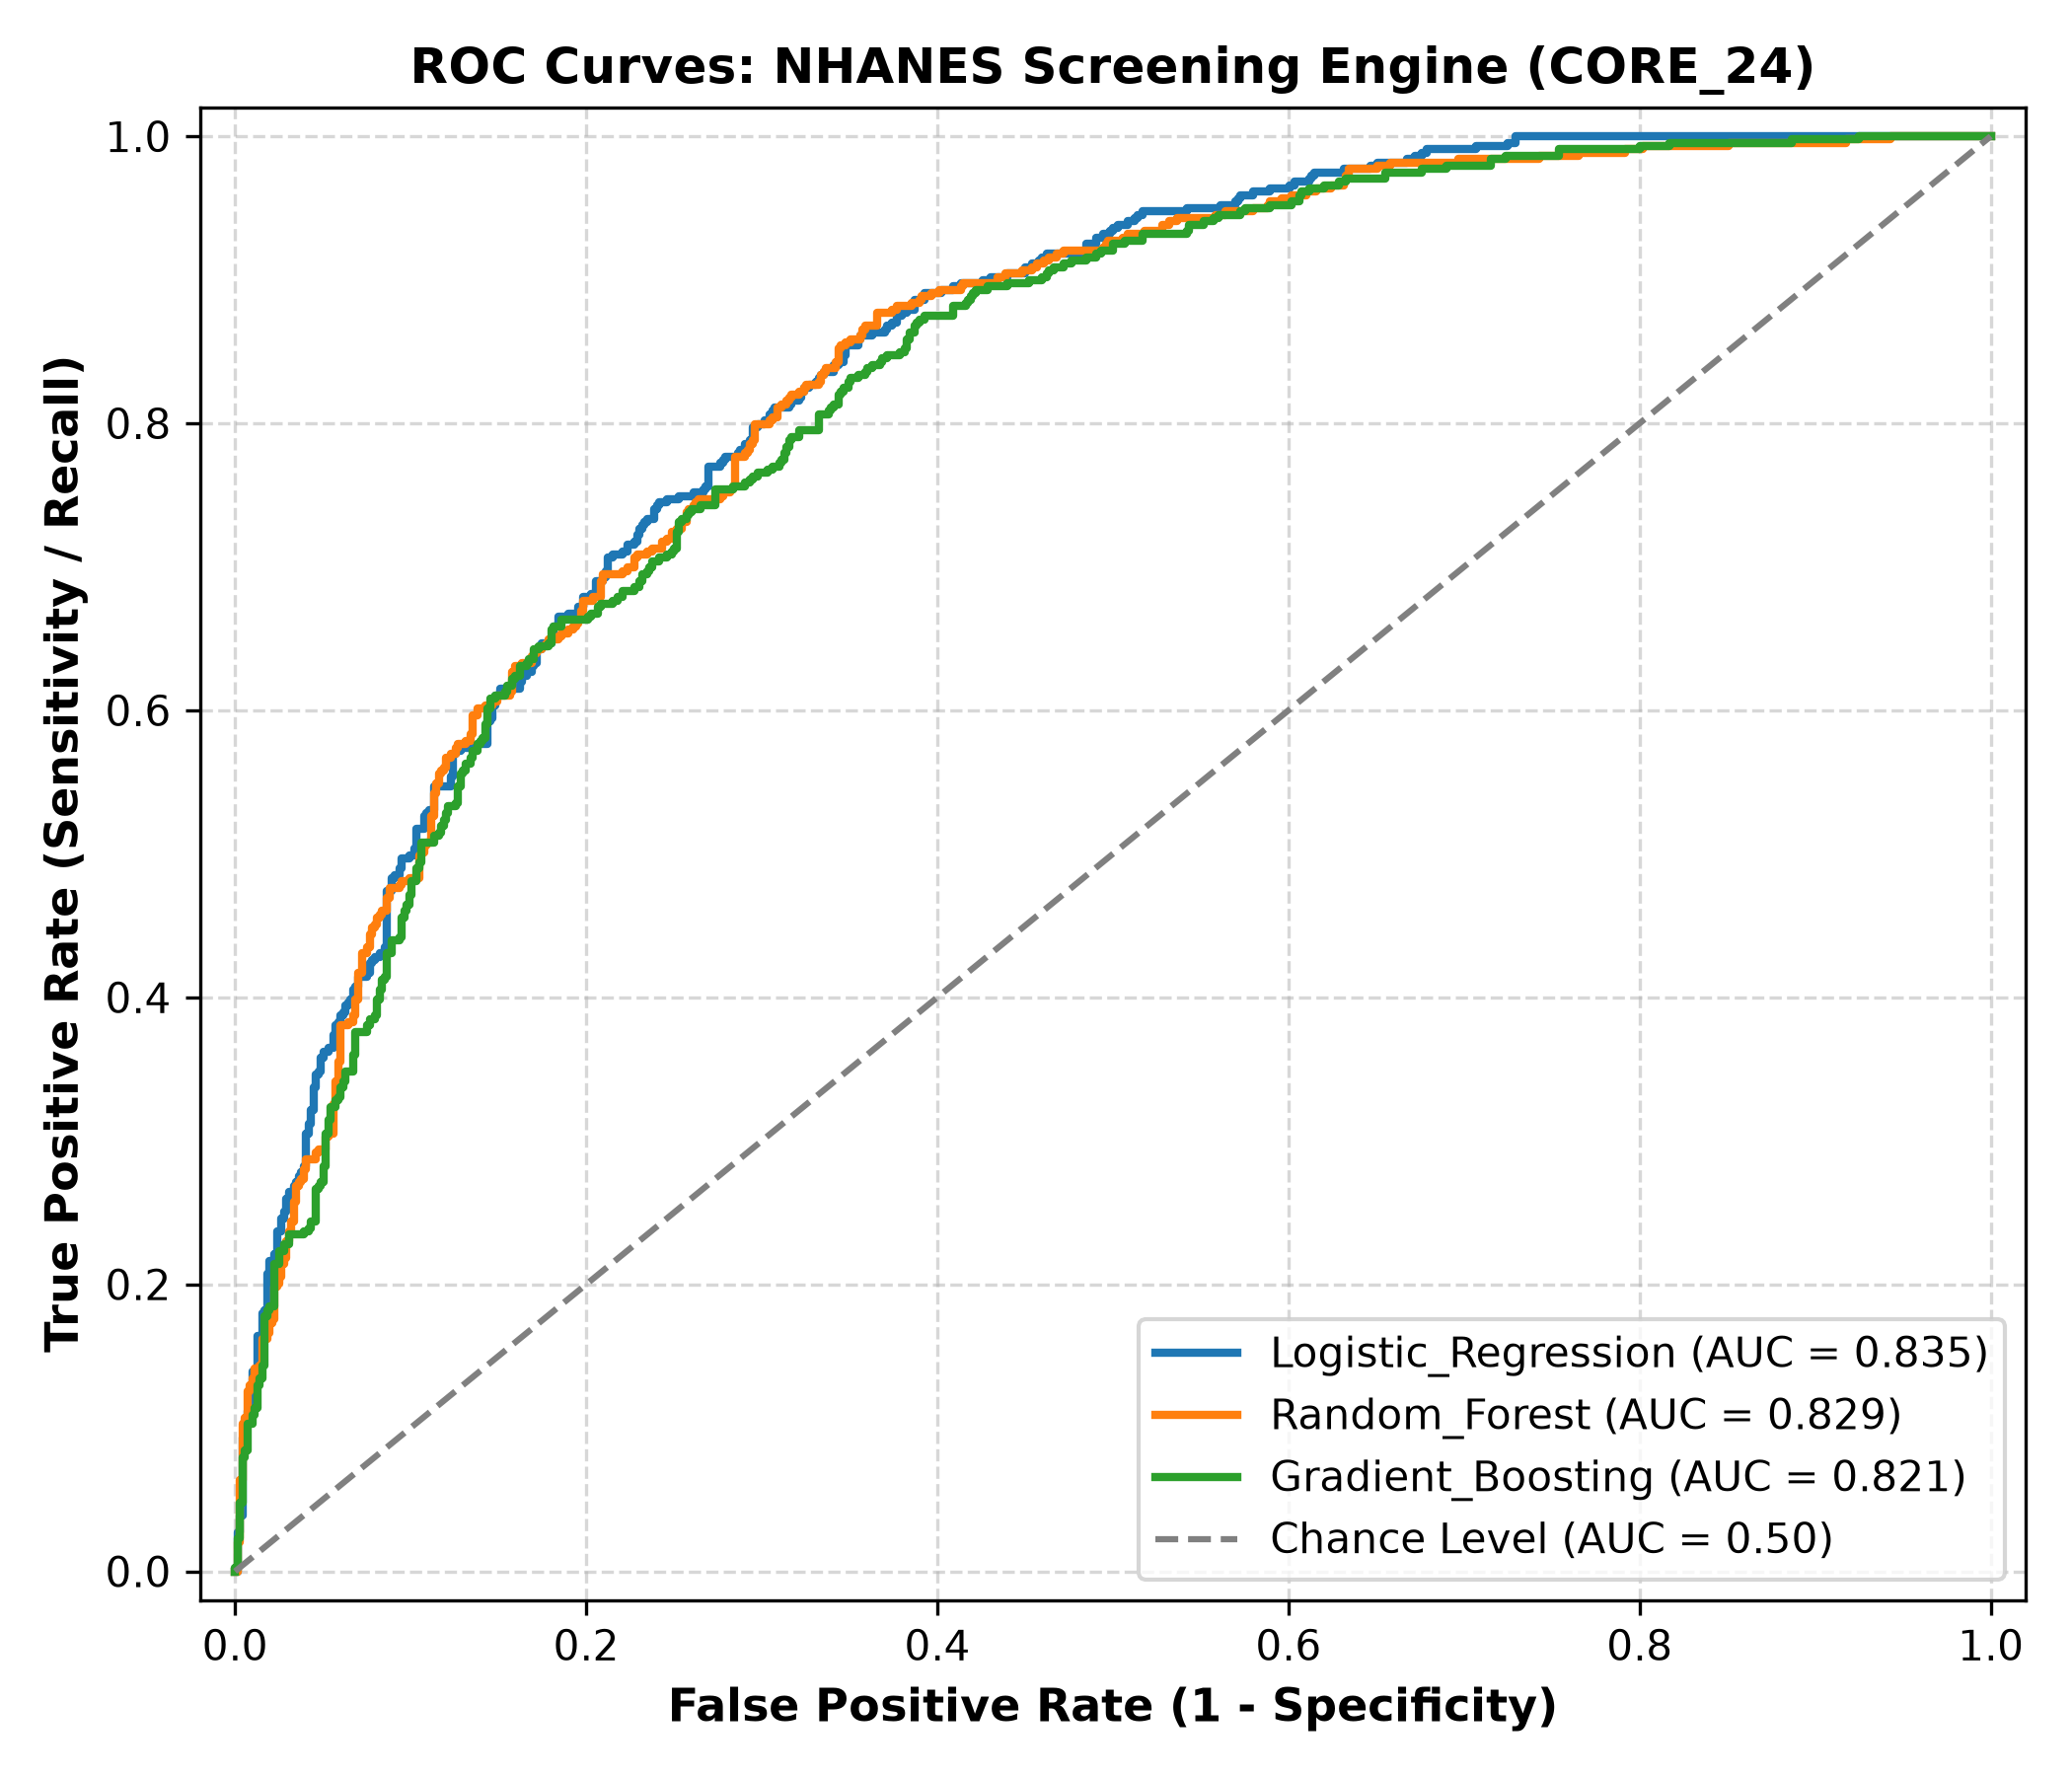 ROC Curves: NHANES Screening Engine (CORE_24)
True Positive Rate (Sensitivity / Recall)
1.0
0.8
0.6
0.4
0.2
0.0
Logistic_Regression (AUC = 0.835)
Random_Forest (AUC = 0.829)
Gradient_Boosting (AUC = 0.821)
Chance Level (AUC = 0.50)
0.0 0.2 0.4 0.6 0.8 1.0
False Positive Rate (1 - Specificity)